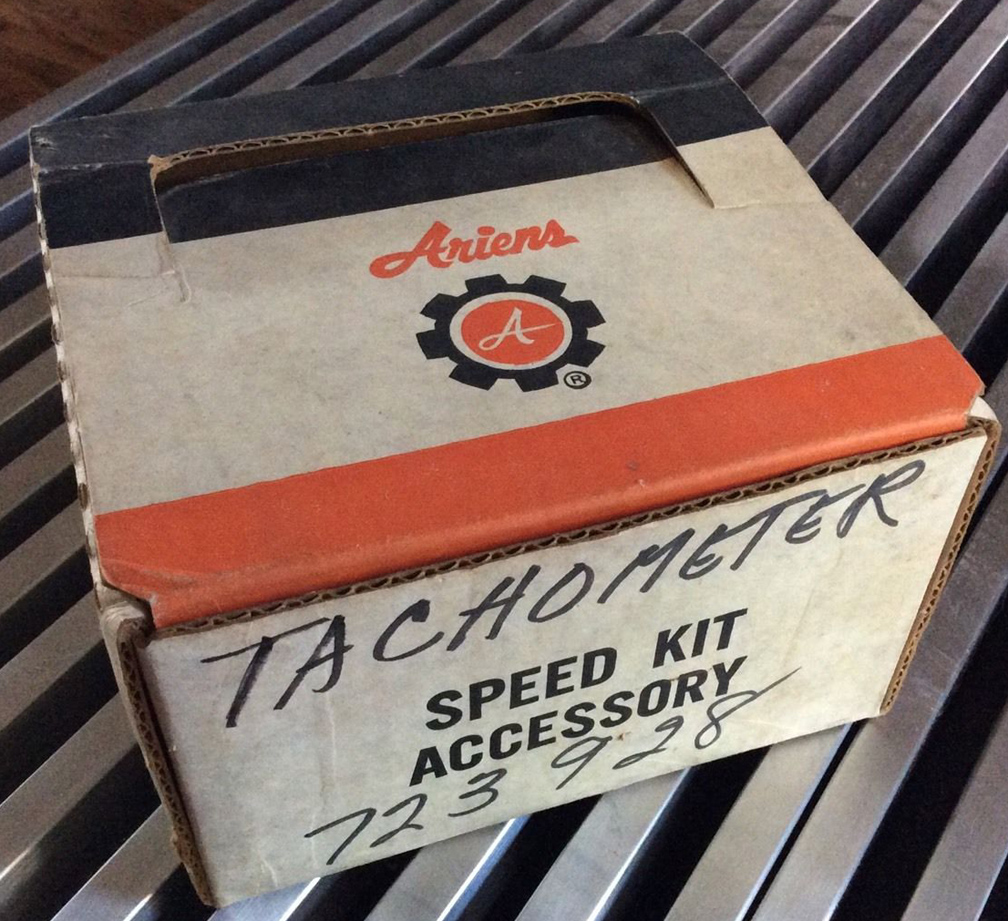 Ariens
A
®
TACHOMETER
SPEED KIT
ACCESSORY
723 928